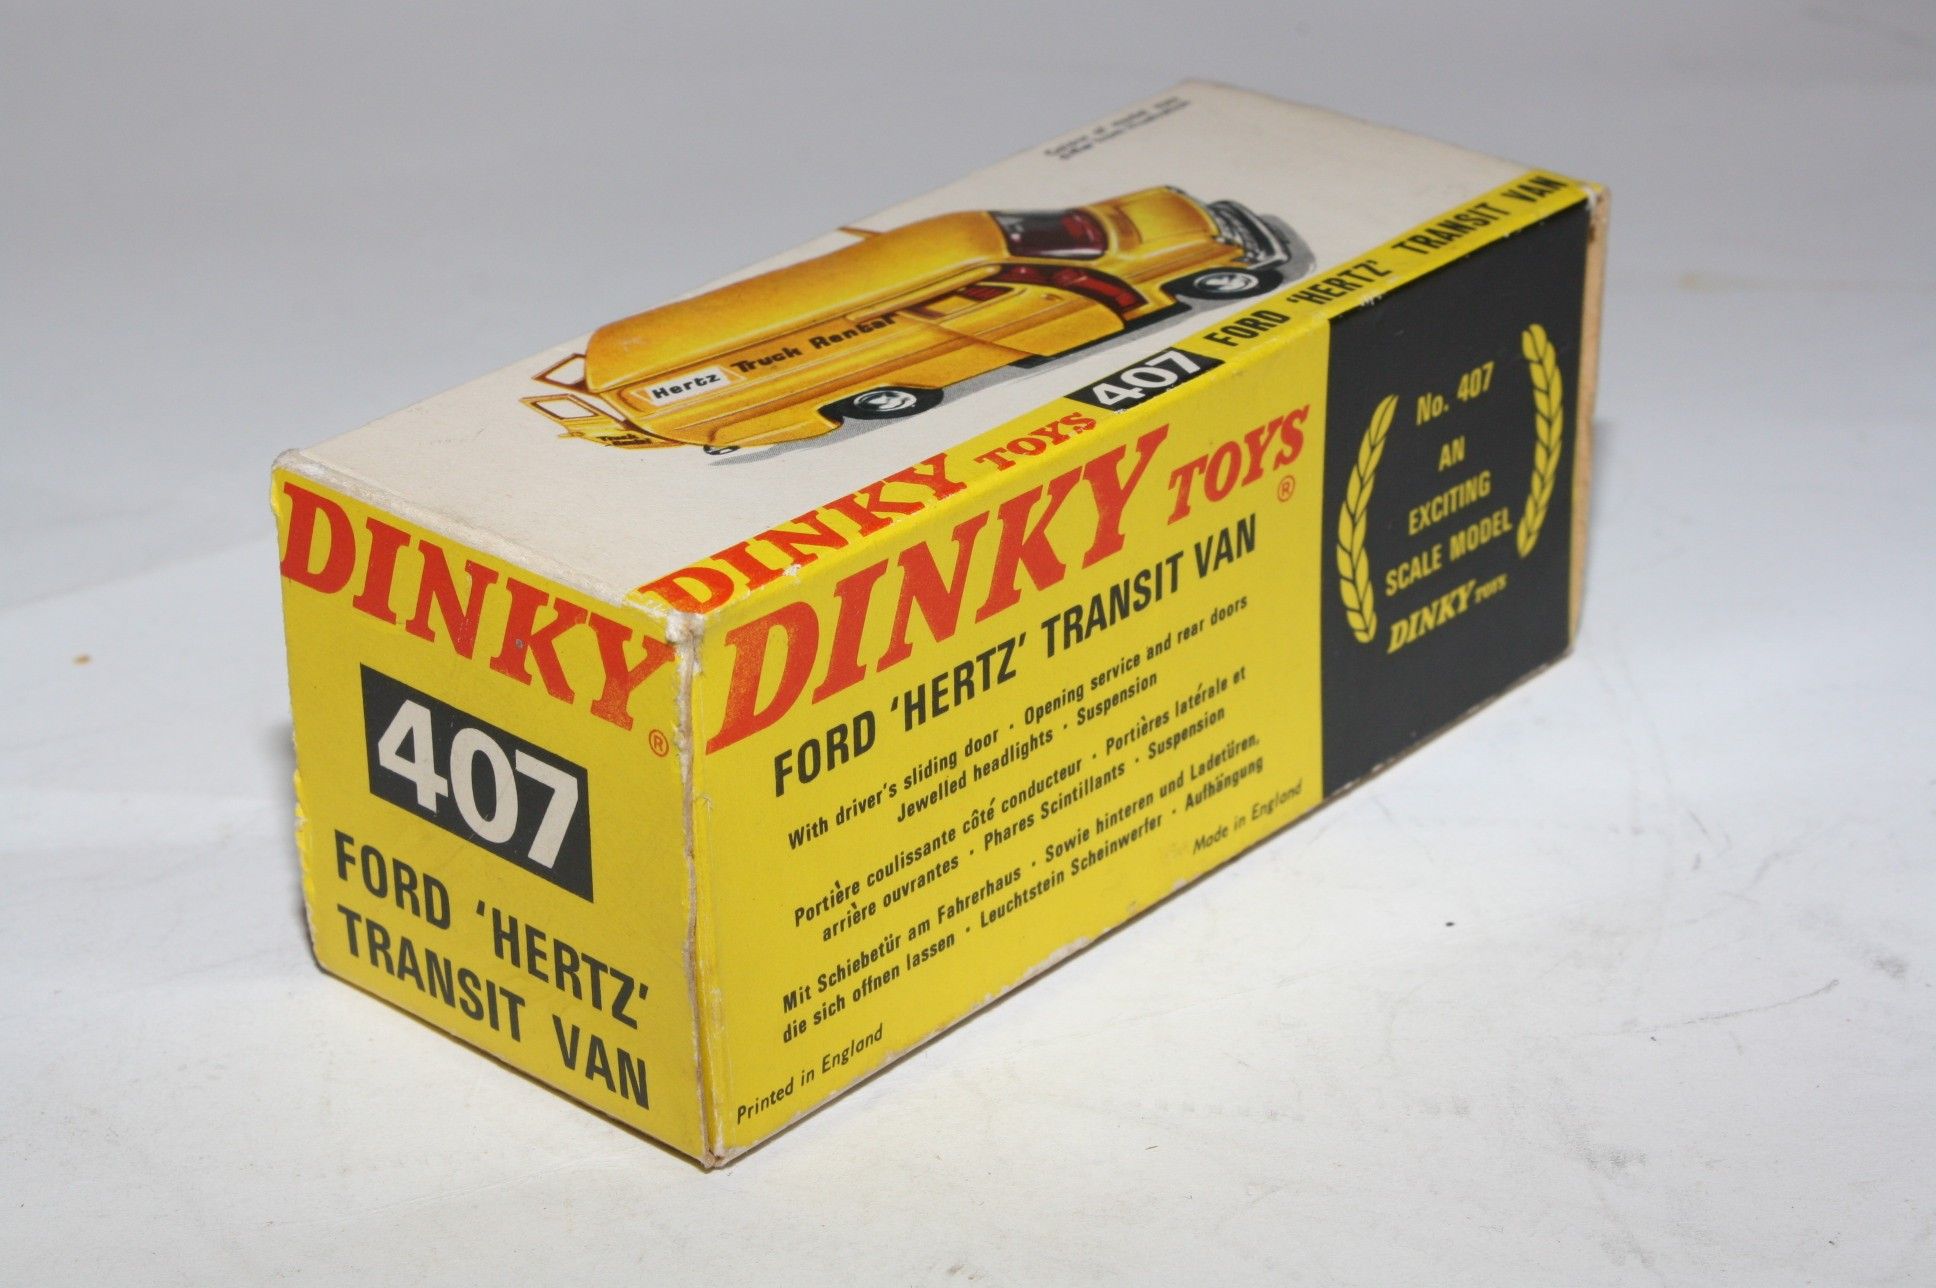 Hertz Truck Rental
DINKY TOYS 407 FORD 'HERTZ' TRANSIT VAN
DINKY®
407
FORD 'HERTZ'
TRANSIT VAN
DINKY TOYS®
FORD 'HERTZ' TRANSIT VAN
With driver's sliding door · Opening service and rear doors
Jewelled headlights · Suspension
Portière coulissante côté conducteur · Portières latérale et
arrière ouvrantes · Phares Scintillants · Suspension
Mit Schiebetür am Fahrerhaus · Sowie hinteren und Ladetüren,
die sich offnen lassen · Leuchtstein Scheinwerfer · Aufhängung
Printed in England
Made in England
No. 407
AN
EXCITING
SCALE MODEL
DINKY TOYS